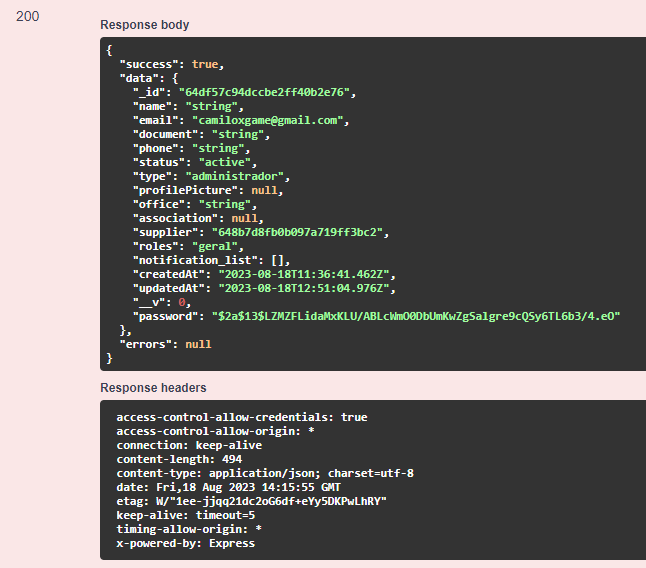 200
Response body
{
"success": true,
"data": {
"_id": "64df57c94dccbe2ff40b2e76",
"name": "string",
"email": "camiloxgame@gmail.com",
"document": "string",
"phone": "string",
"status": "active",
"type": "administrador",
"profilePicture": null,
"office": "string",
"association": null,
"supplier": "648b7d8fb0b097a719ff3bc2",
"roles": "geral",
"notification_list": [],
"createdAt": "2023-08-18T11:36:41.462Z",
"updatedAt": "2023-08-18T12:51:04.976Z",
"__v": 0,
"password": "$2a$13$LZMZFLidaMxKLU/ABLcWmO0DbUmKwZgSalgre9cQSy6TL6b3/4.eO"
},
"errors": null
}
Response headers
access-control-allow-credentials: true
access-control-allow-origin: *
connection: keep-alive
content-length: 494
content-type: application/json; charset=utf-8
date: Fri,18 Aug 2023 14:15:55 GMT
etag: W/"1ee-jjqq21dc2oG6df+eYy5DKPwLhRY"
keep-alive: timeout=5
timing-allow-origin: *
x-powered-by: Express